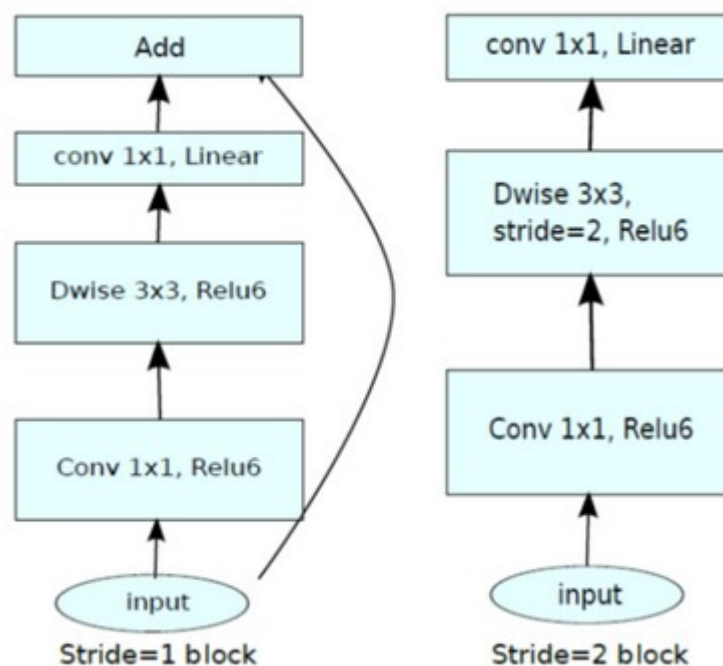 Add
conv 1x1, Linear
Dwise 3x3, Relu6
Conv 1x1, Relu6
input
Stride=1 block
conv 1x1, Linear
Dwise 3x3,
stride=2, Relu6
Conv 1x1, Relu6
input
Stride=2 block